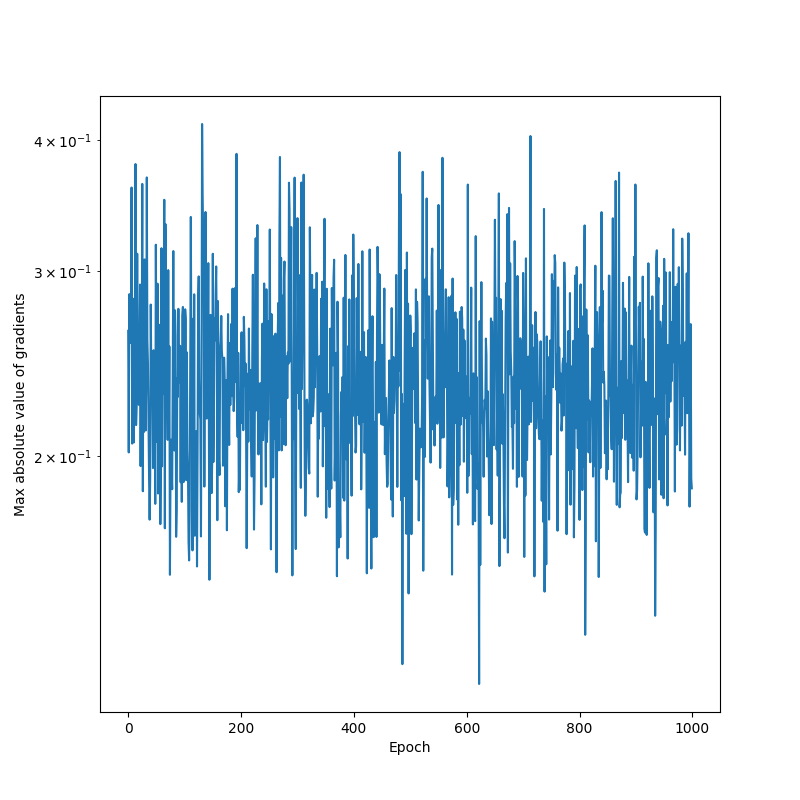 Max absolute value of gradients
4 × 10⁻¹
3 × 10⁻¹
2 × 10⁻¹
0 200 400 600 800 1000
Epoch